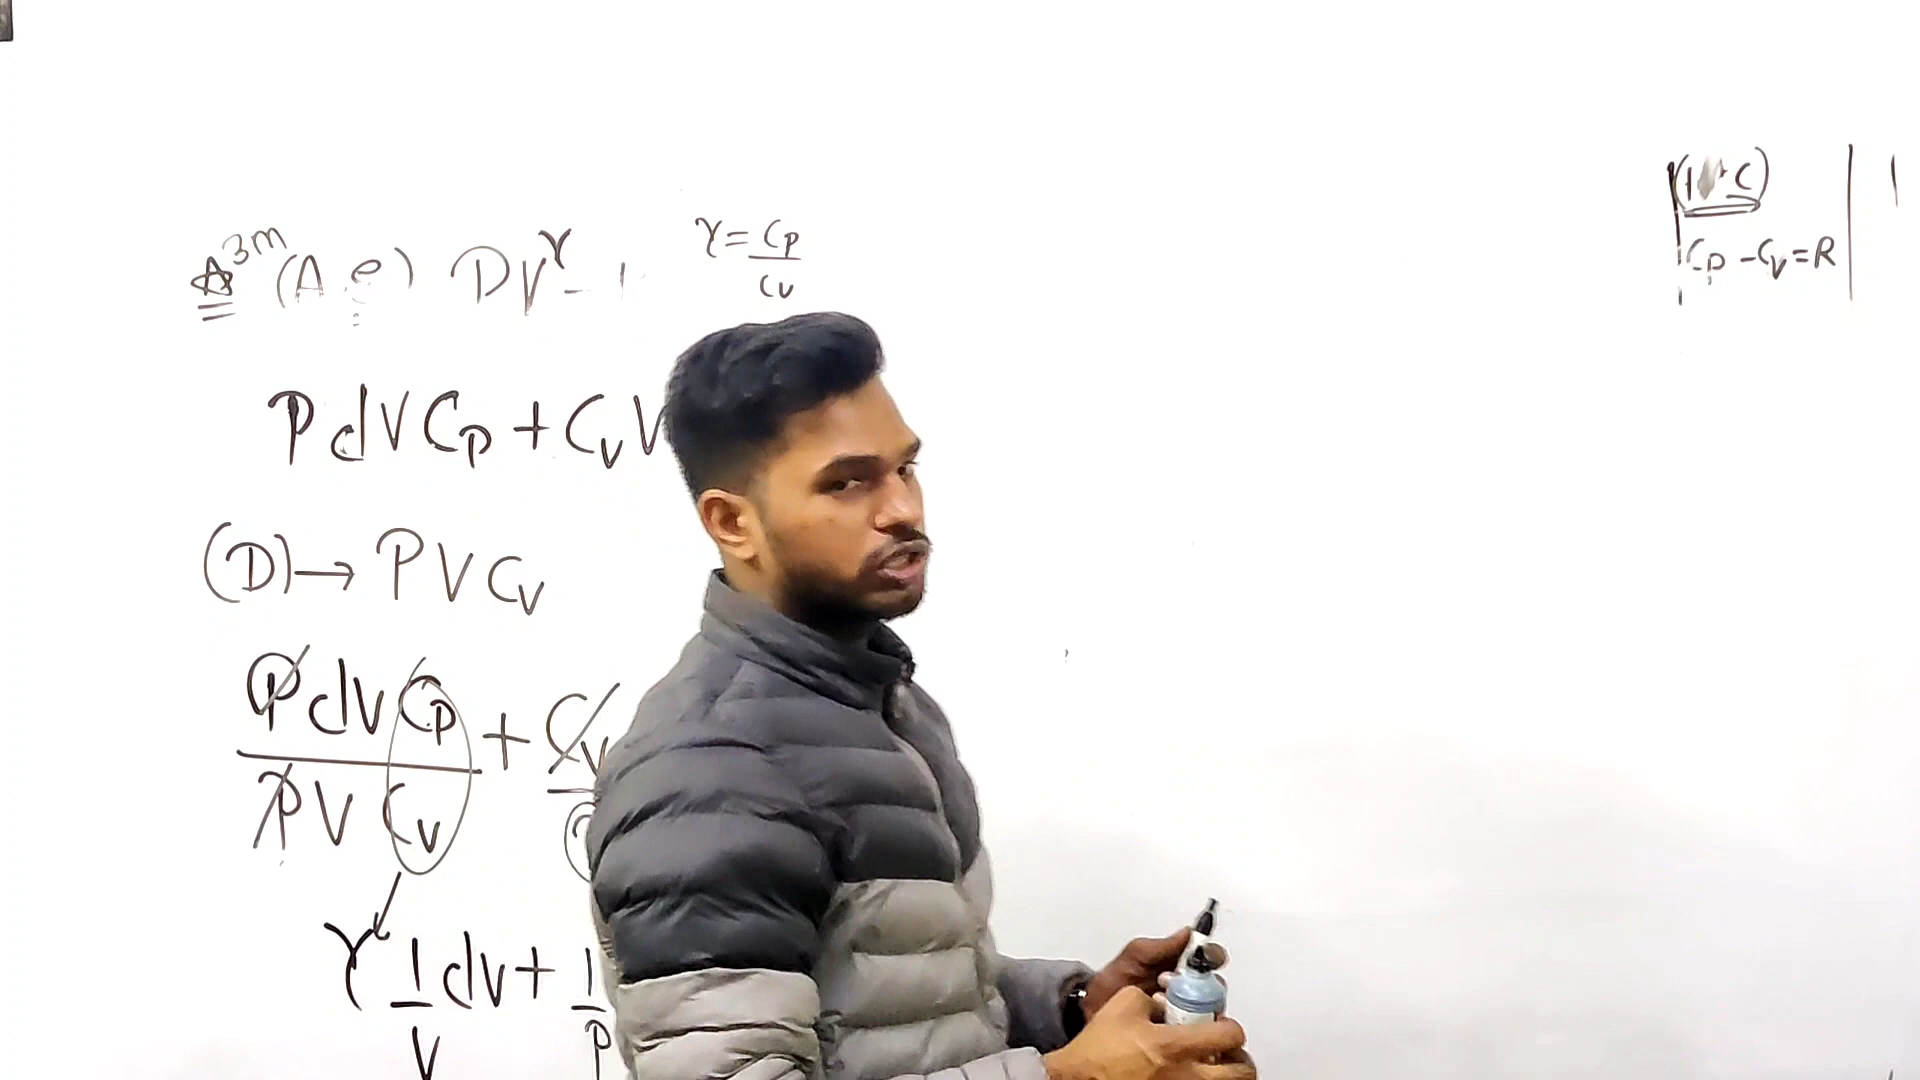 3m (A.e) PV^γ - 1
γ = Cp
Cv
Cp - Cv = R
P dV Cp + Cv V
(D) → P V Cv
P dV Cp + Cv
P V Cv
γ 1 dv + 1
V P